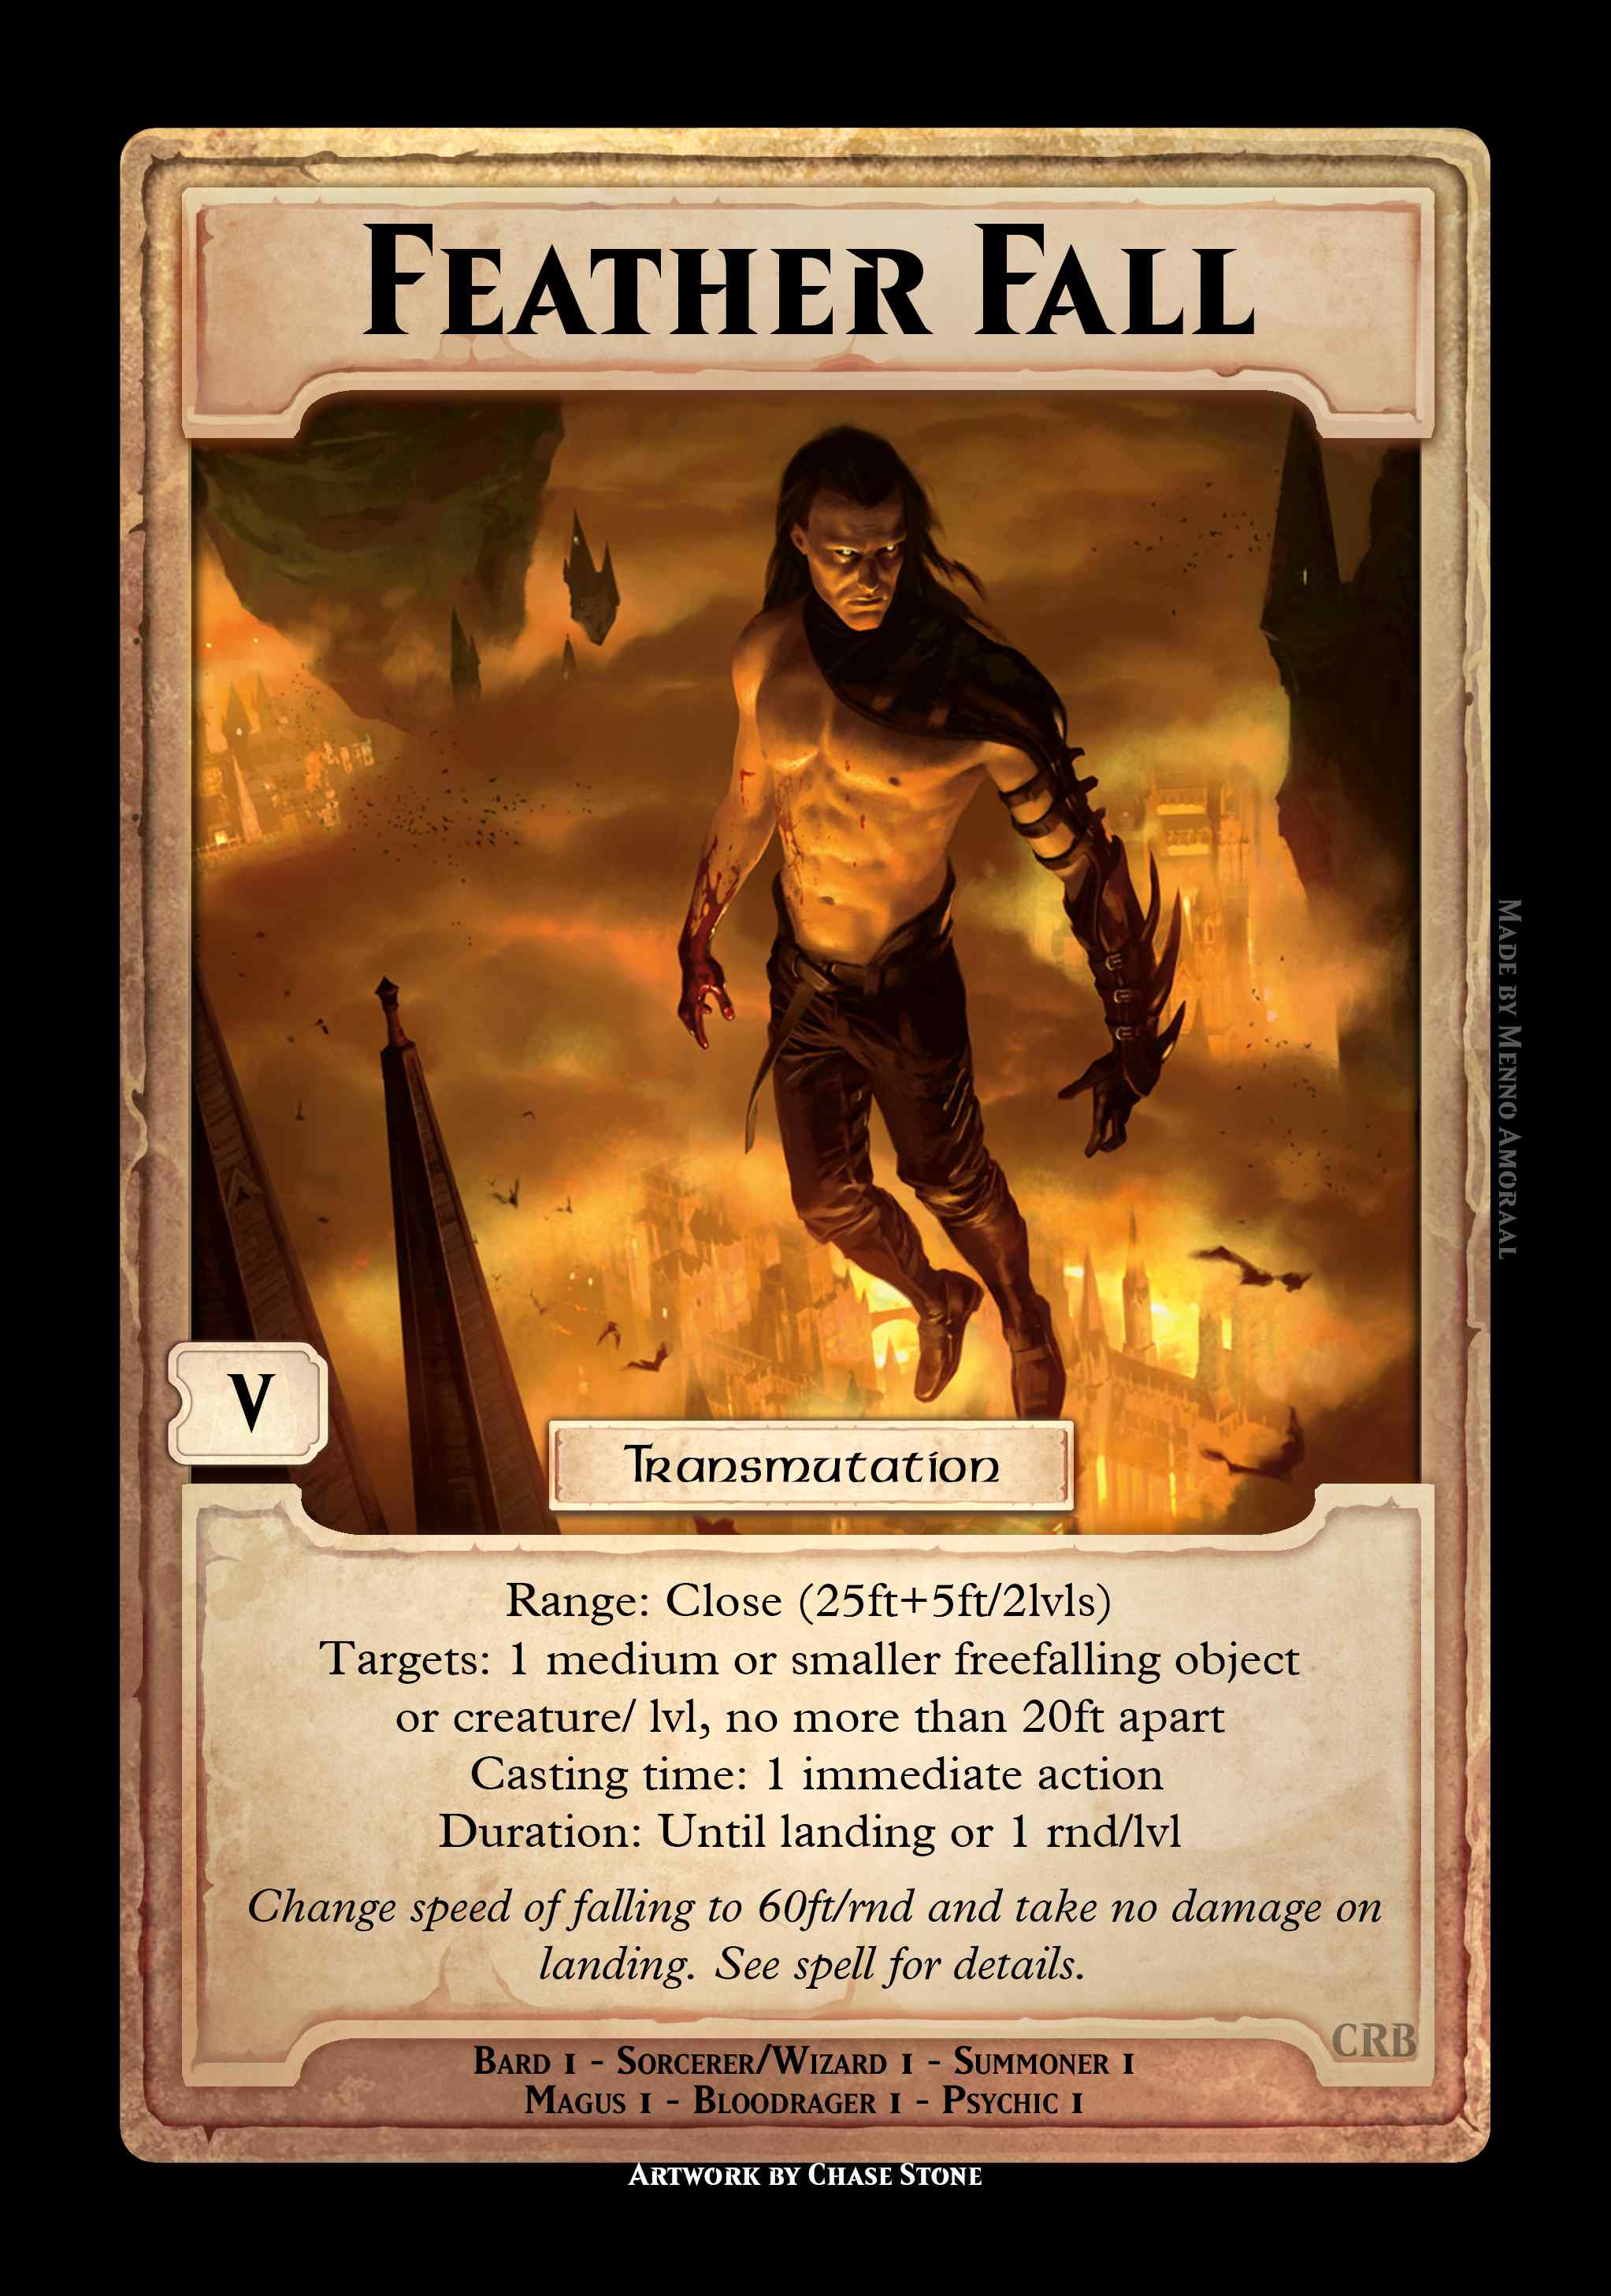 Feather Fall
Made by Menno Amoraal
V
Transmutation
Range: Close (25ft+5ft/2lvls)
Targets: 1 medium or smaller freefalling object
or creature/ lvl, no more than 20ft apart
Casting time: 1 immediate action
Duration: Until landing or 1 rnd/lvl
Change speed of falling to 60ft/rnd and take no damage on
landing. See spell for details.
CRB
Bard 1 - Sorcerer/Wizard 1 - Summoner 1
Magus 1 - Bloodrager 1 - Psychic 1
Artwork by Chase Stone